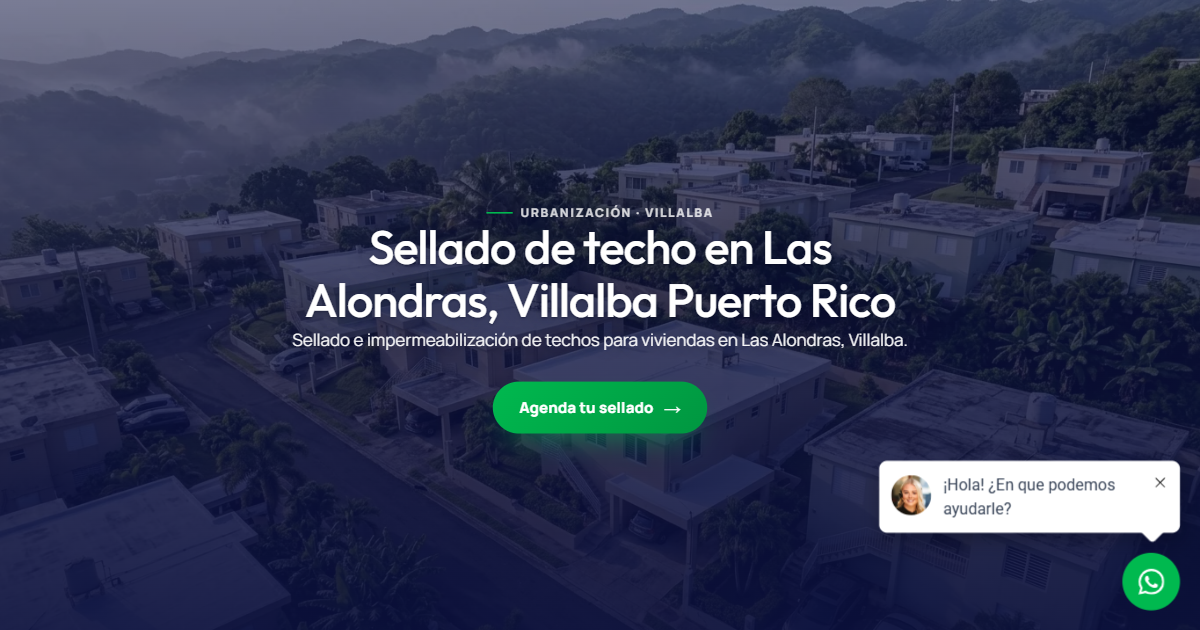 URBANIZACIÓN · VILLALBA
Sellado de techo en Las
Alondras, Villalba Puerto Rico
Sellado e impermeabilización de techos para viviendas en Las Alondras, Villalba.
Agenda tu sellado →
¡Hola! ¿En que podemos
ayudarle?